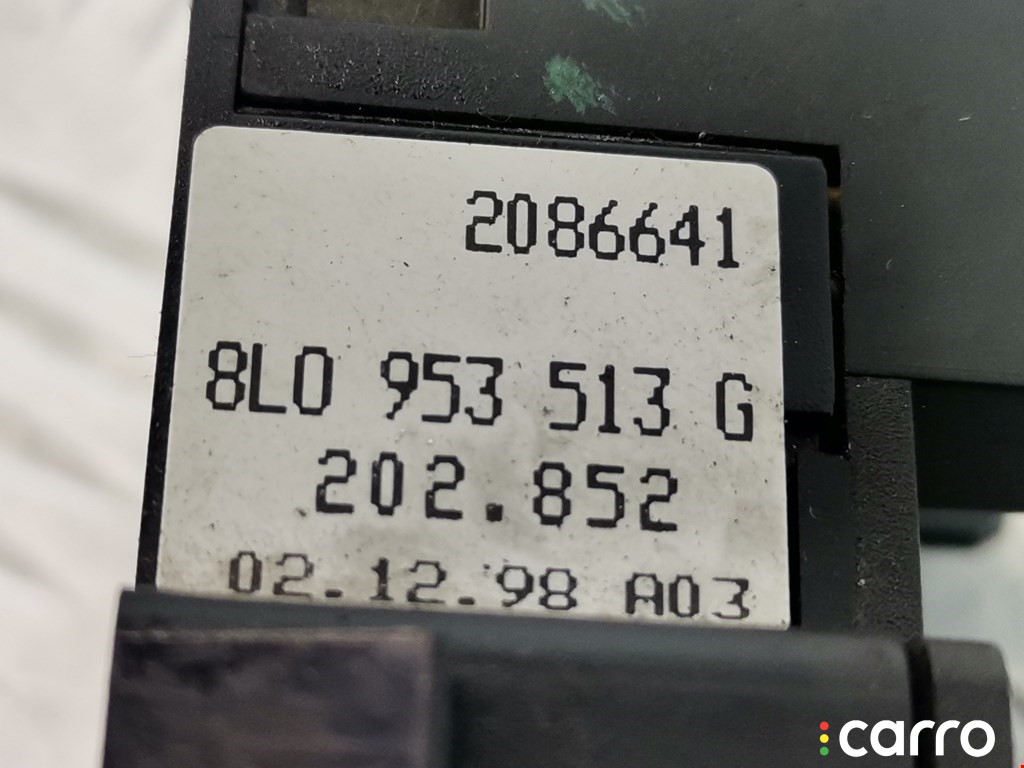 2086641
8L0 953 513 G
202.852
02.12.98 A03
carro